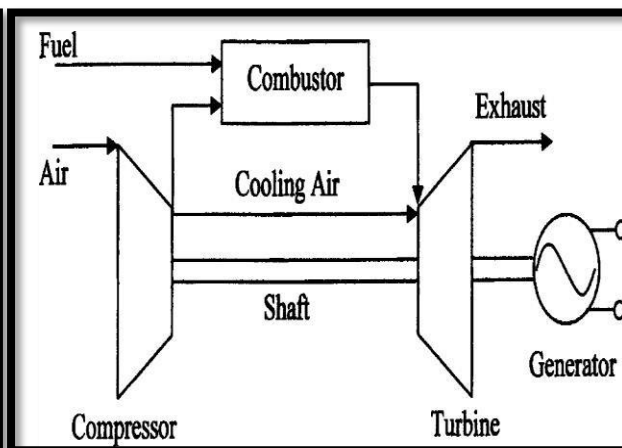 Fuel
Combustor
Exhaust
Air
Cooling Air
Shaft
Generator
Compressor
Turbine